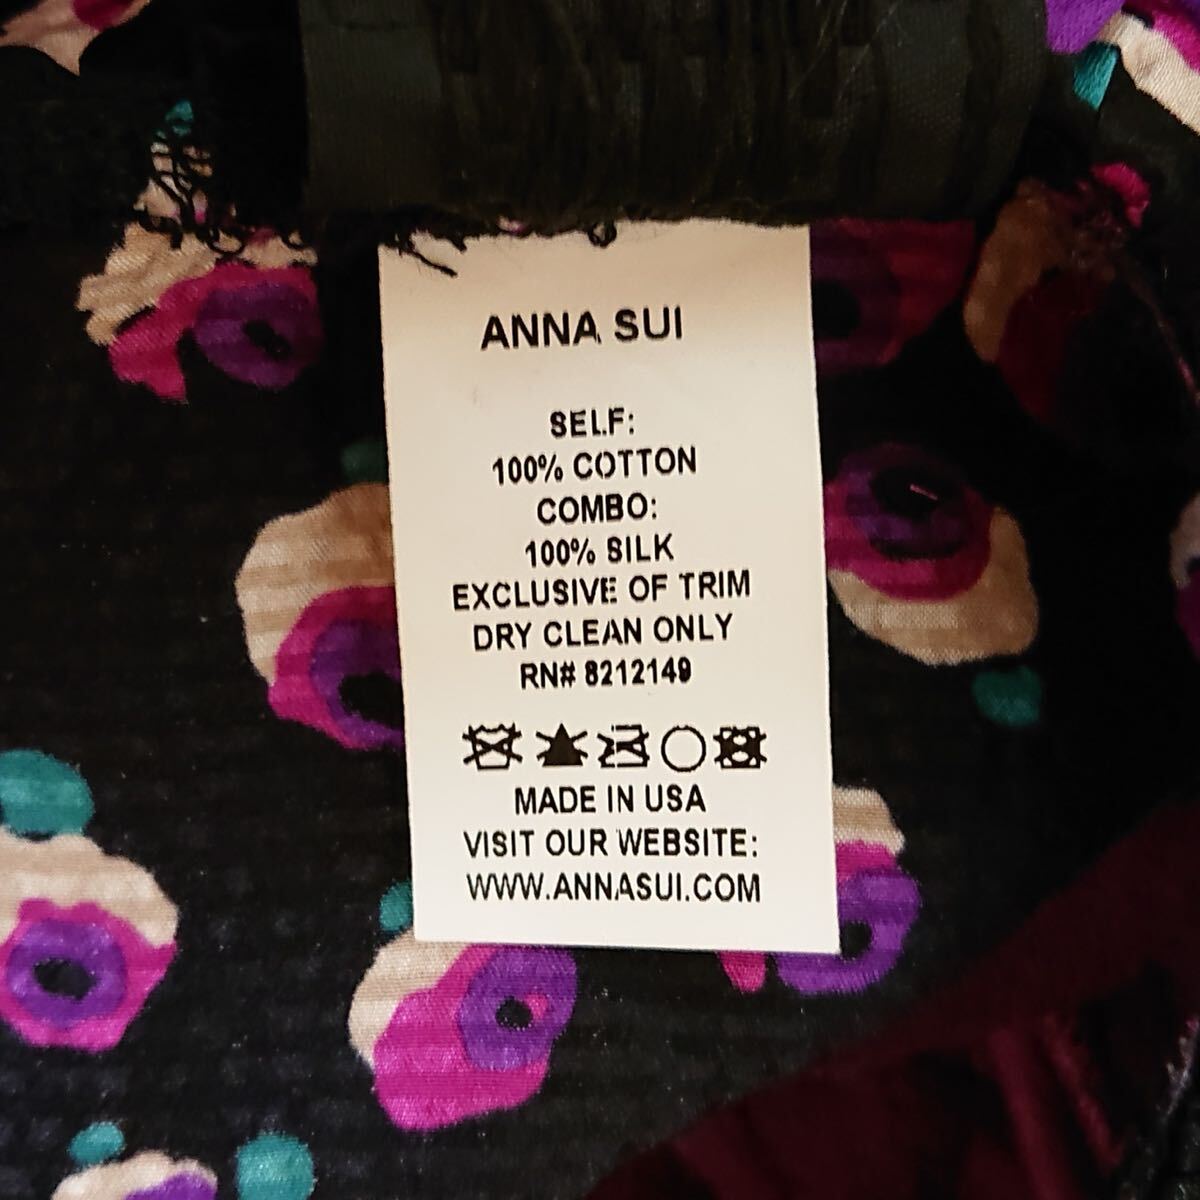 ANNA SUI
SELF:
100% COTTON
COMBO:
100% SILK
EXCLUSIVE OF TRIM
DRY CLEAN ONLY
RN# 8212149
MADE IN USA
VISIT OUR WEBSITE:
WWW.ANNASUI.COM